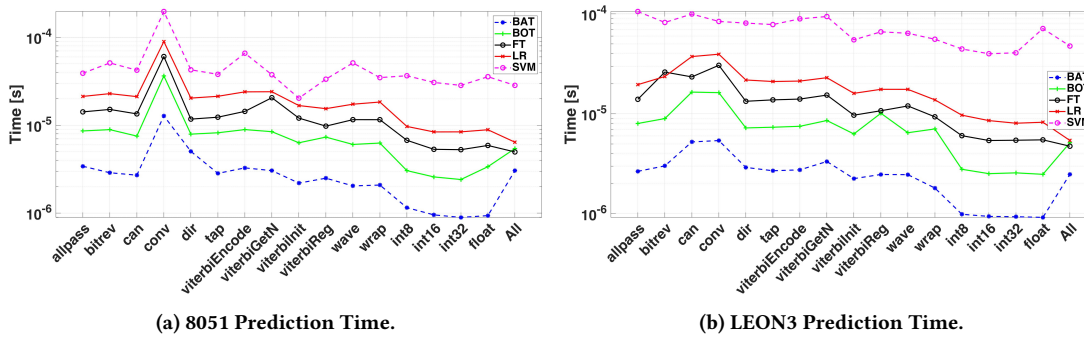 10^-4
10^-5
10^-6
Time [s]
BAT
BOT
FT
LR
SVM
allpass
bitrev
can
conv
dir
tap
viterbiEncode
viterbiGetN
viterbiInit
viterbiReg
wave
wrap
int8
int16
int32
float
All
(a) 8051 Prediction Time.
10^-4
10^-5
10^-6
Time [s]
BAT
BOT
FT
LR
SVM
allpass
bitrev
can
conv
dir
tap
viterbiEncode
viterbiGetN
viterbiInit
viterbiReg
wave
wrap
int8
int16
int32
float
All
(b) LEON3 Prediction Time.